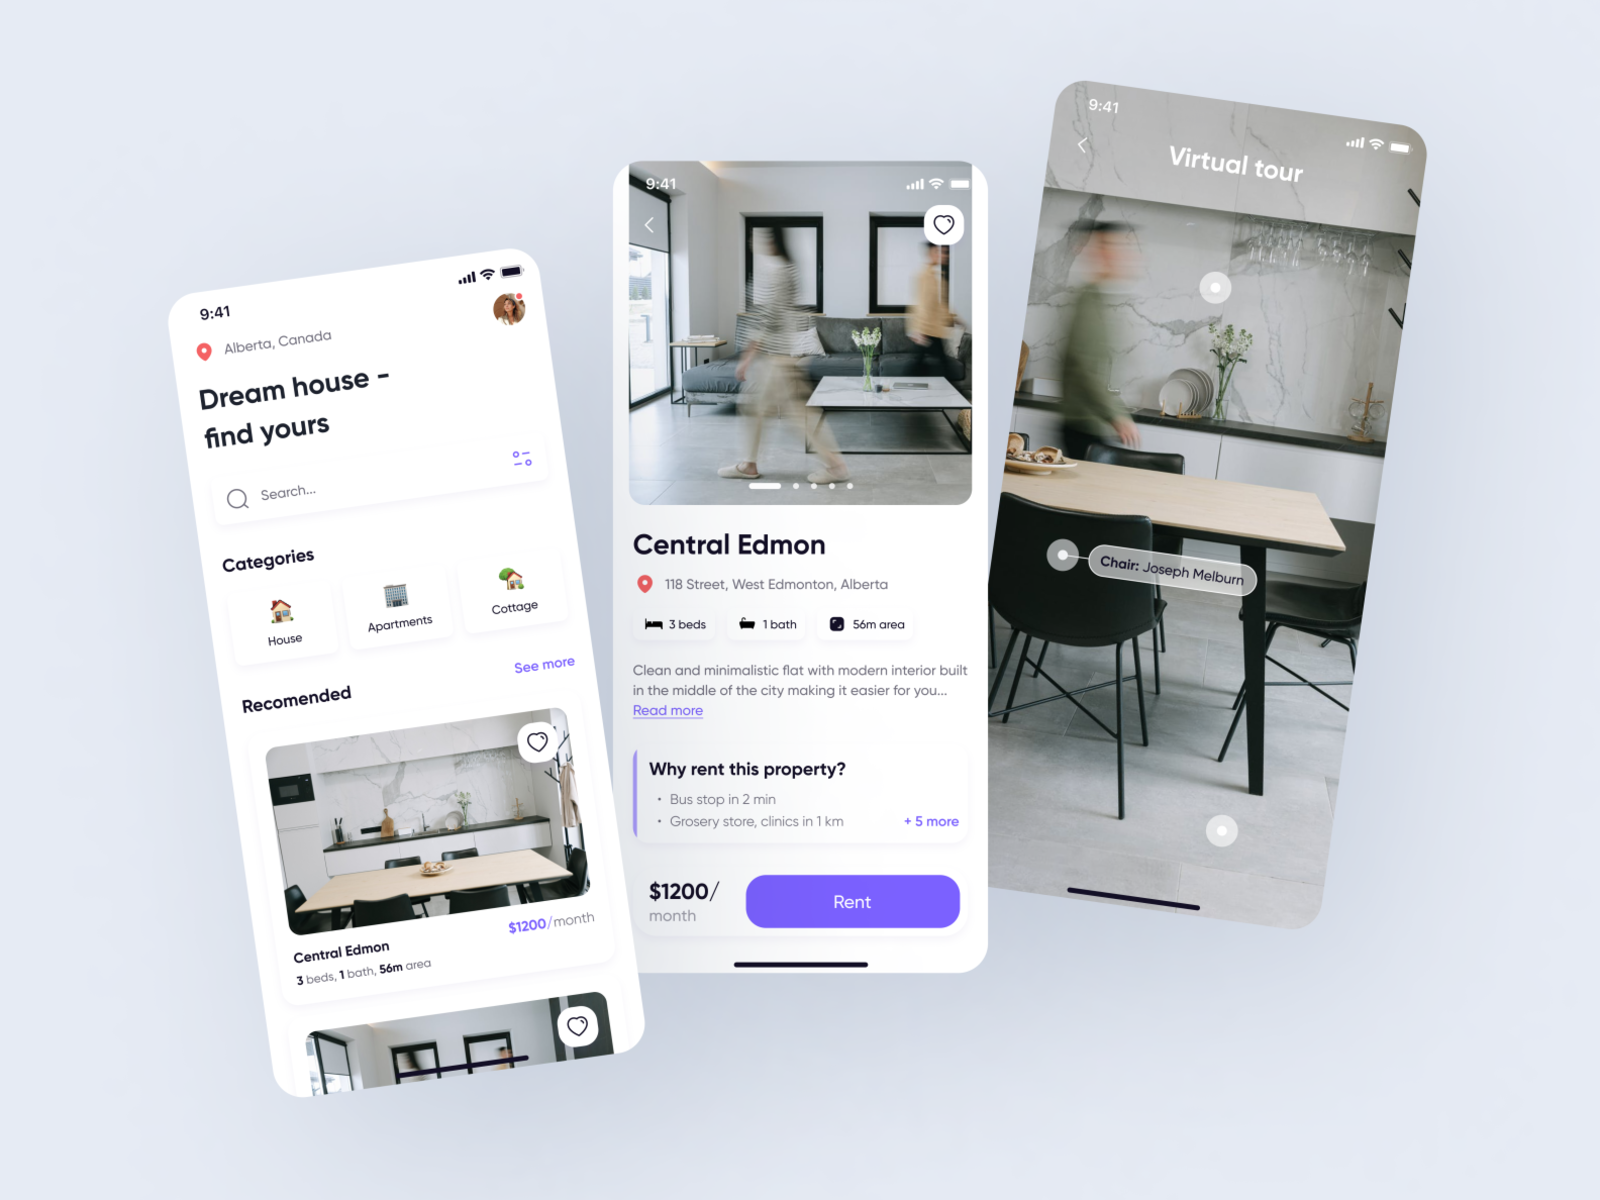 9:41
Alberta, Canada
Dream house -
find yours
Search...
Categories
House
Apartments
Cottage
See more
Recomended
Central Edmon
$1200/month
3 beds, 1 bath, 56m area
9:41
Central Edmon
118 Street, West Edmonton, Alberta
3 beds
1 bath
56m area
Clean and minimalistic flat with modern interior built
in the middle of the city making it easier for you...
Read more
Why rent this property?
• Bus stop in 2 min
• Grosery store, clinics in 1 km
+ 5 more
$1200/
month
Rent
9:41
Virtual tour
Chair: Joseph Melburn